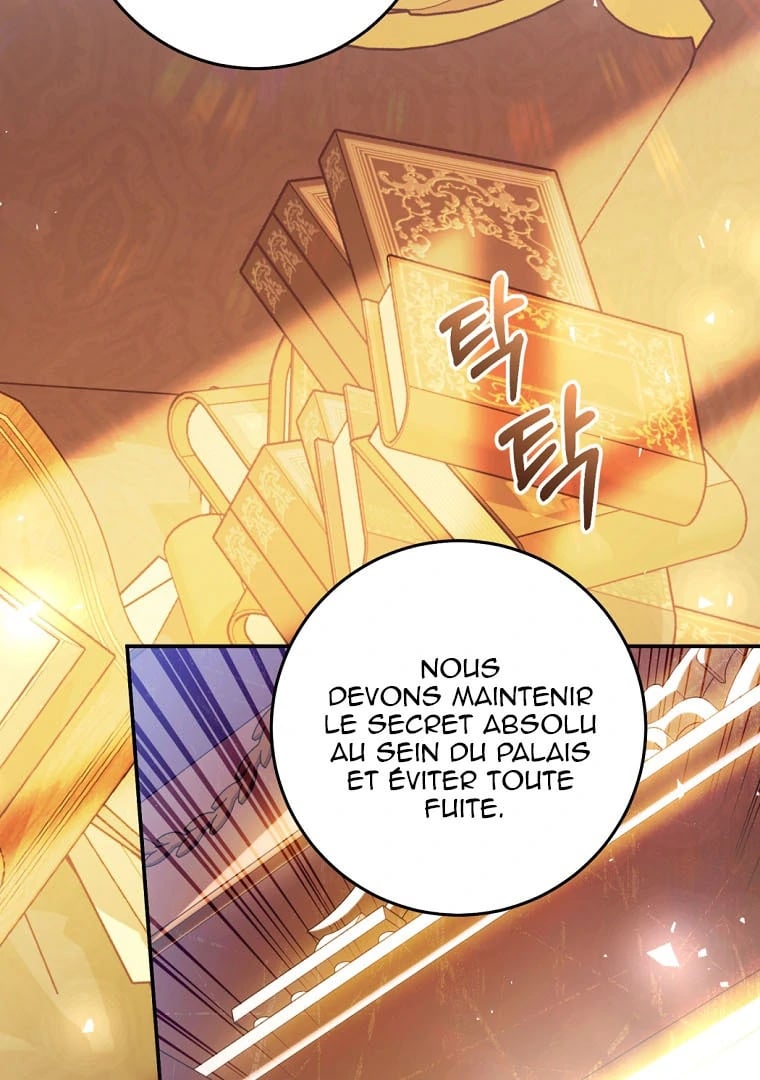 탁
탁
NOUS
DEVONS MAINTENIR
LE SECRET ABSOLU
AU SEIN DU PALAIS
ET ÉVITER TOUTE
FUITE.